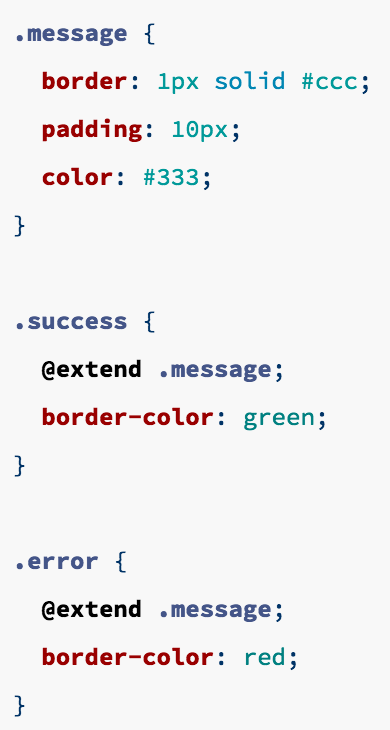 .message {
  border: 1px solid #ccc;
  padding: 10px;
  color: #333;
}

.success {
  @extend .message;
  border-color: green;
}

.error {
  @extend .message;
  border-color: red;
}